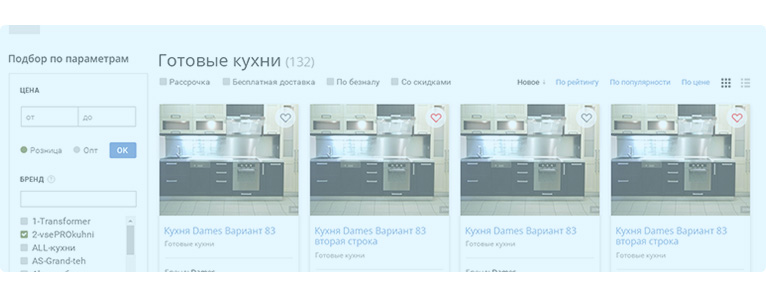 Подбор по параметрам
ЦЕНА
от
до
Розница
Опт
OK
БРЕНД
1-Transformer
2-vsePROkuhni
ALL-кухни
AS-Grand-teh
Готовые кухни (132)
Рассрочка
Бесплатная доставка
По безналу
Со скидками
Новое
По рейтингу
По популярности
По цене
Кухня Dames Вариант 83
Готовые кухни
Кухня Dames Вариант 83
вторая строка
Готовые кухни
Кухня Dames Вариант 83
Готовые кухни
Кухня Dames Вариант 83
вторая строка
Готовые кухни